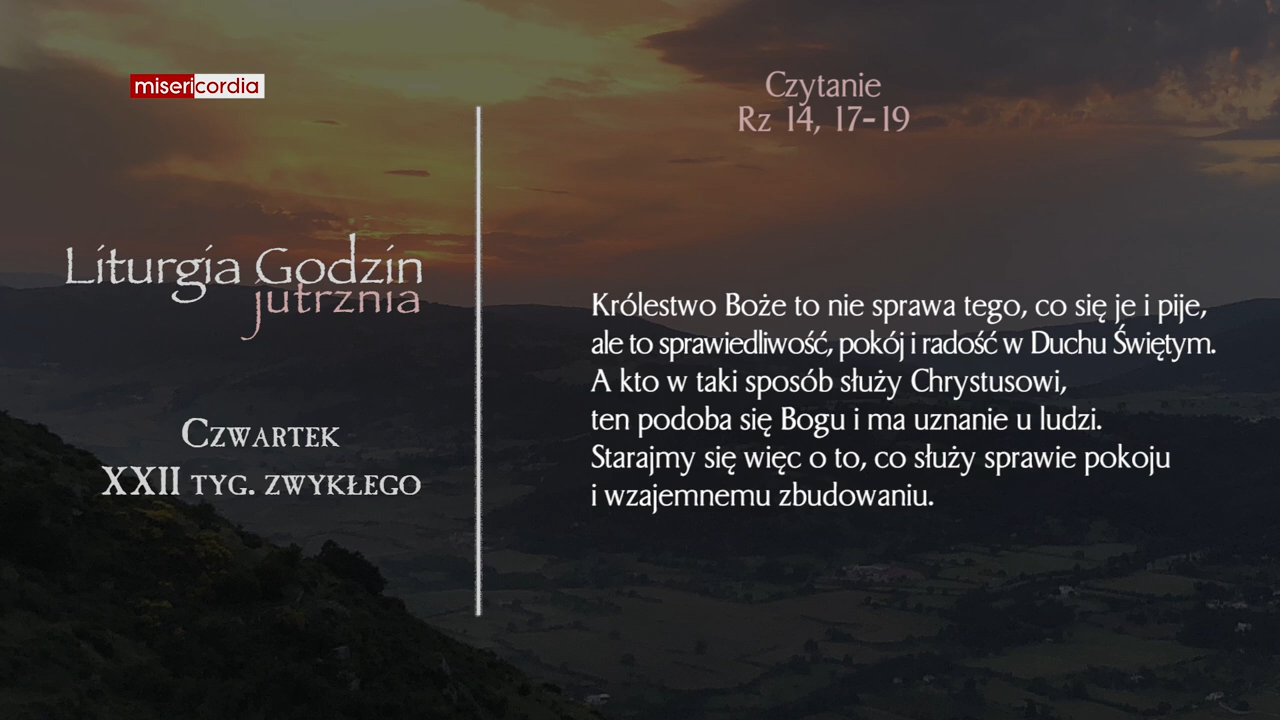 misericordia
Liturgia Godzin
jutrznia
Czwartek
XXII tyg. zwykłego
Czytanie
Rz 14, 17-19
Królestwo Boże to nie sprawa tego, co się je i pije,
ale to sprawiedliwość, pokój i radość w Duchu Świętym.
A kto w taki sposób służy Chrystusowi,
ten podoba się Bogu i ma uznanie u ludzi.
Starajmy się więc o to, co służy sprawie pokoju
i wzajemnemu zbudowaniu.